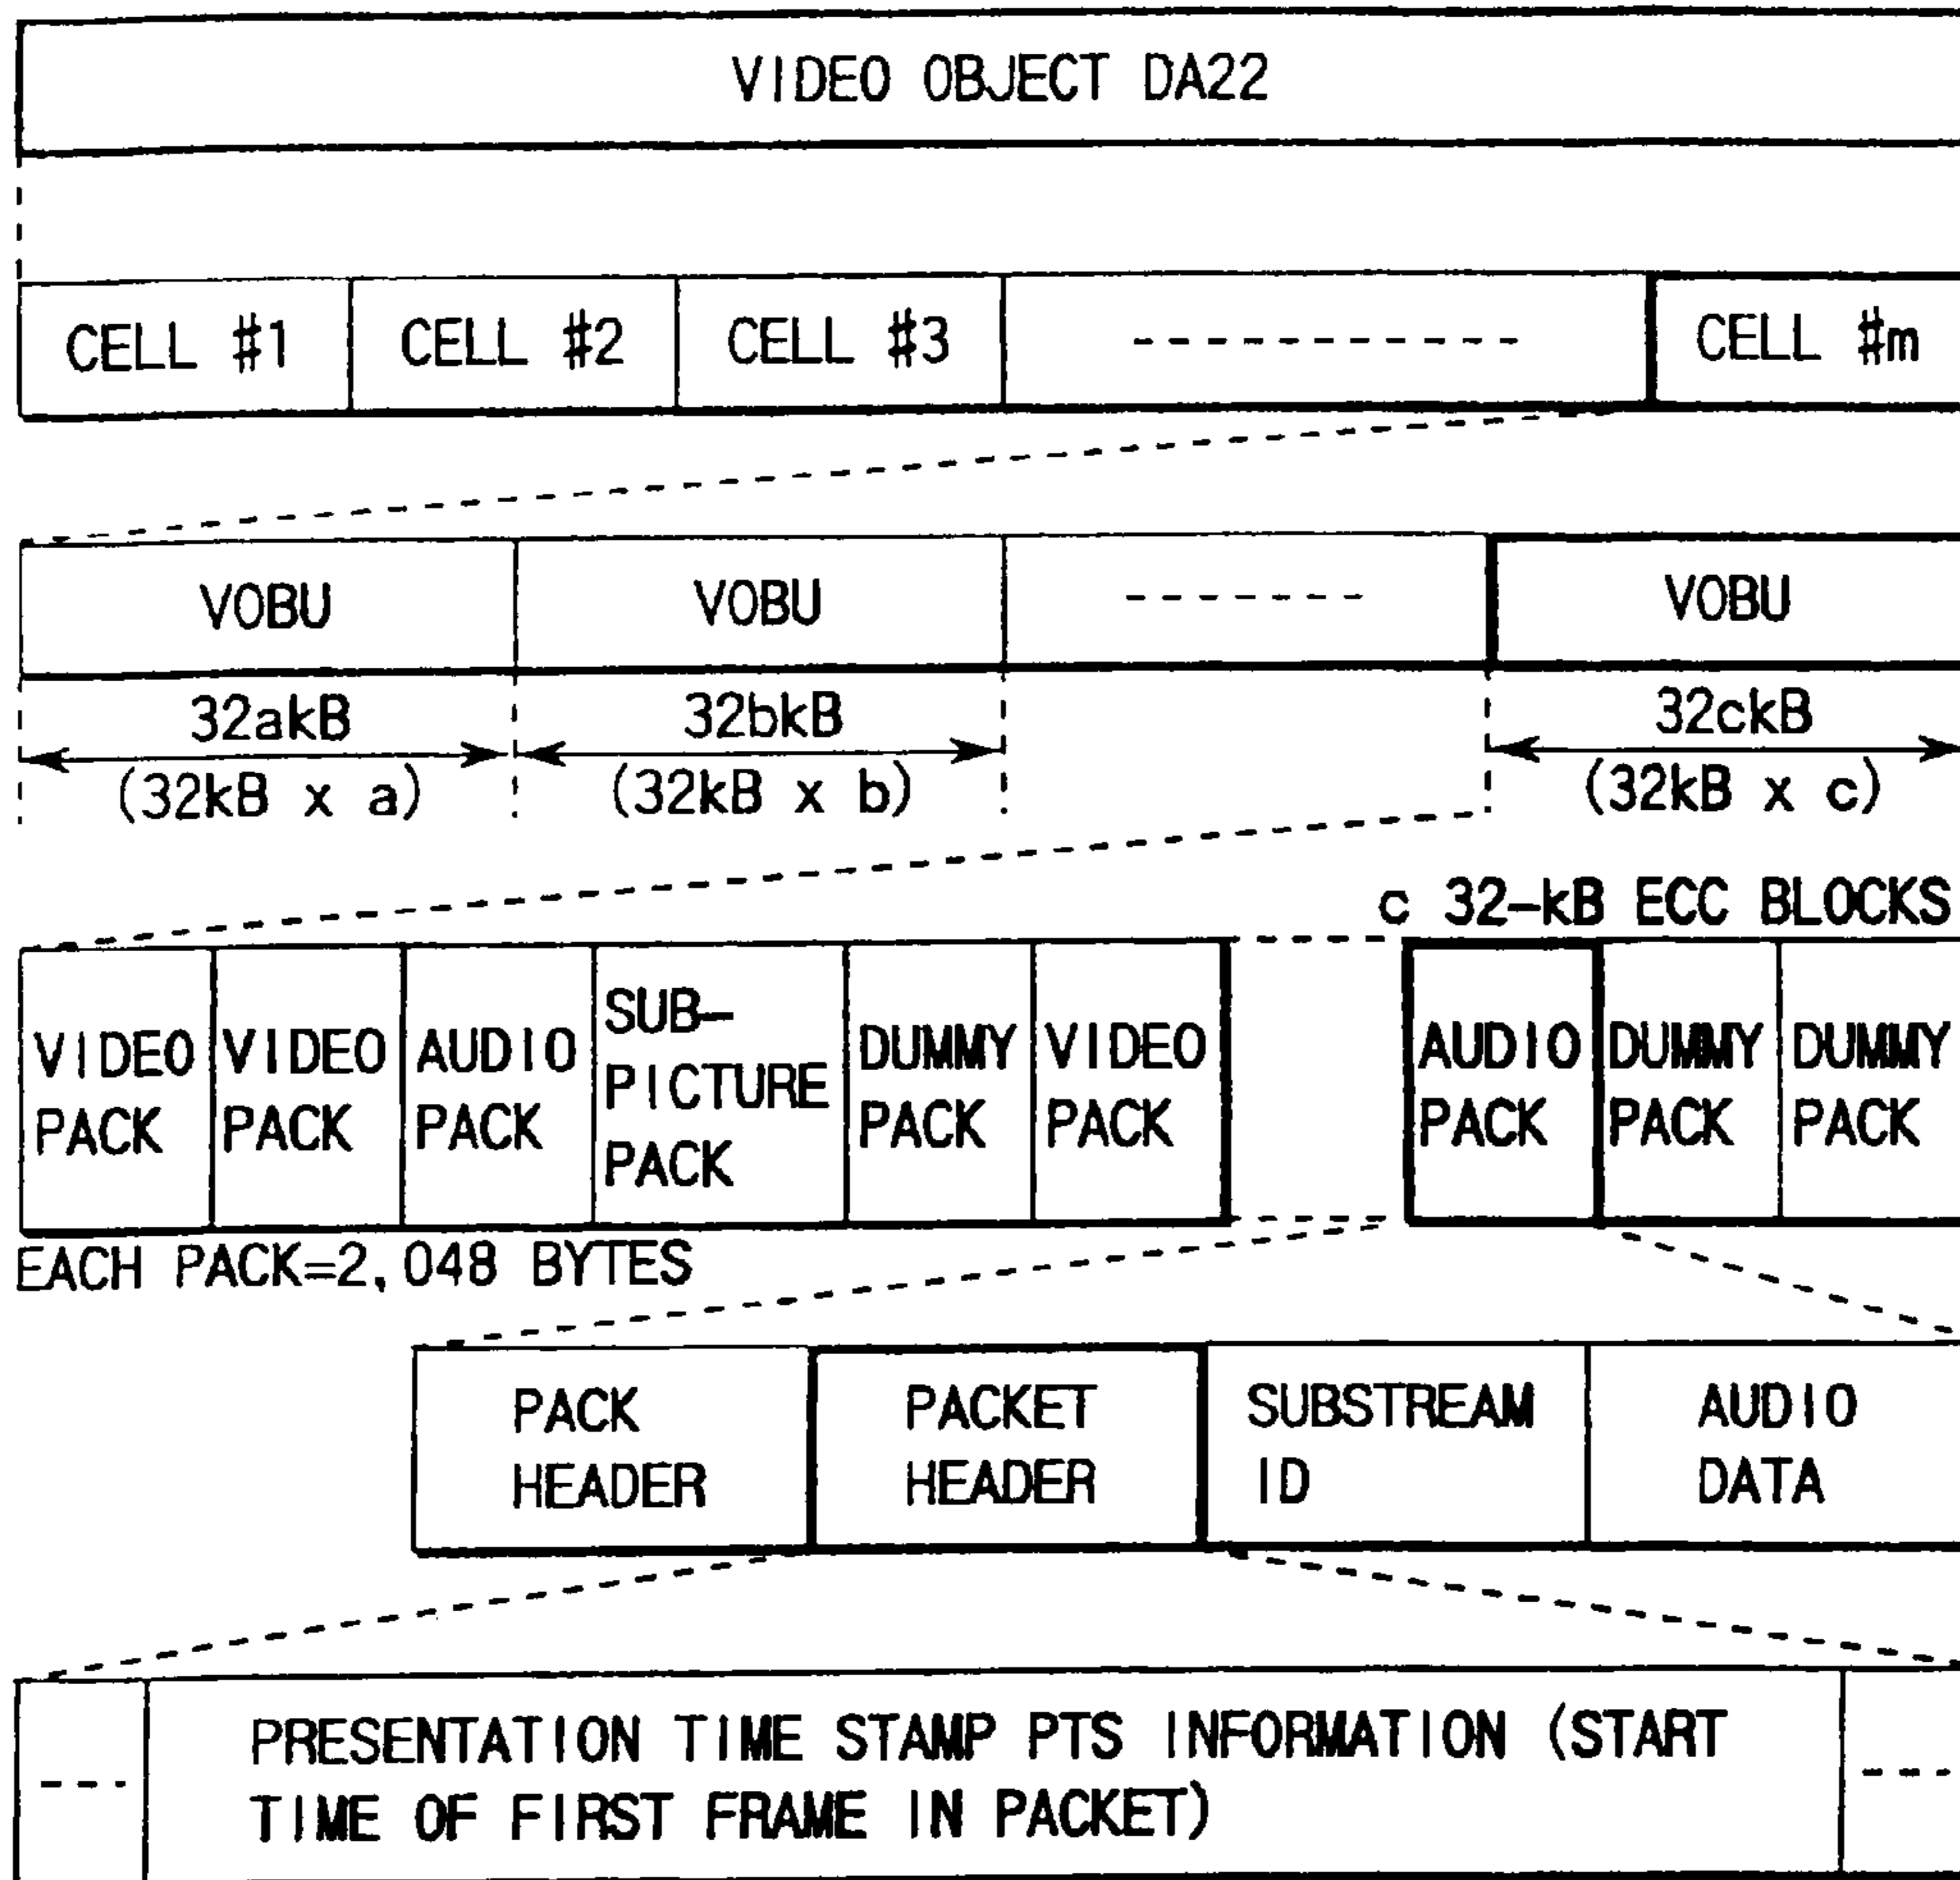 VIDEO OBJECT DA22
CELL #1 CELL #2 CELL #3 CELL #m
VOBU VOBU VOBU
32akB 32bkB 32ckB
(32kB x a) (32kB x b) (32kB x c)
c 32-kB ECC BLOCKS
VIDEO PACK
VIDEO PACK
AUDIO PACK
SUB-
PICTURE
PACK
DUMMY PACK
VIDEO PACK
AUDIO PACK
DUMMY PACK
DUMMY PACK
EACH PACK=2,048 BYTES
PACK
HEADER
PACKET
HEADER
SUBSTREAM
ID
AUDIO
DATA
PRESENTATION TIME STAMP PTS INFORMATION (START
TIME OF FIRST FRAME IN PACKET)